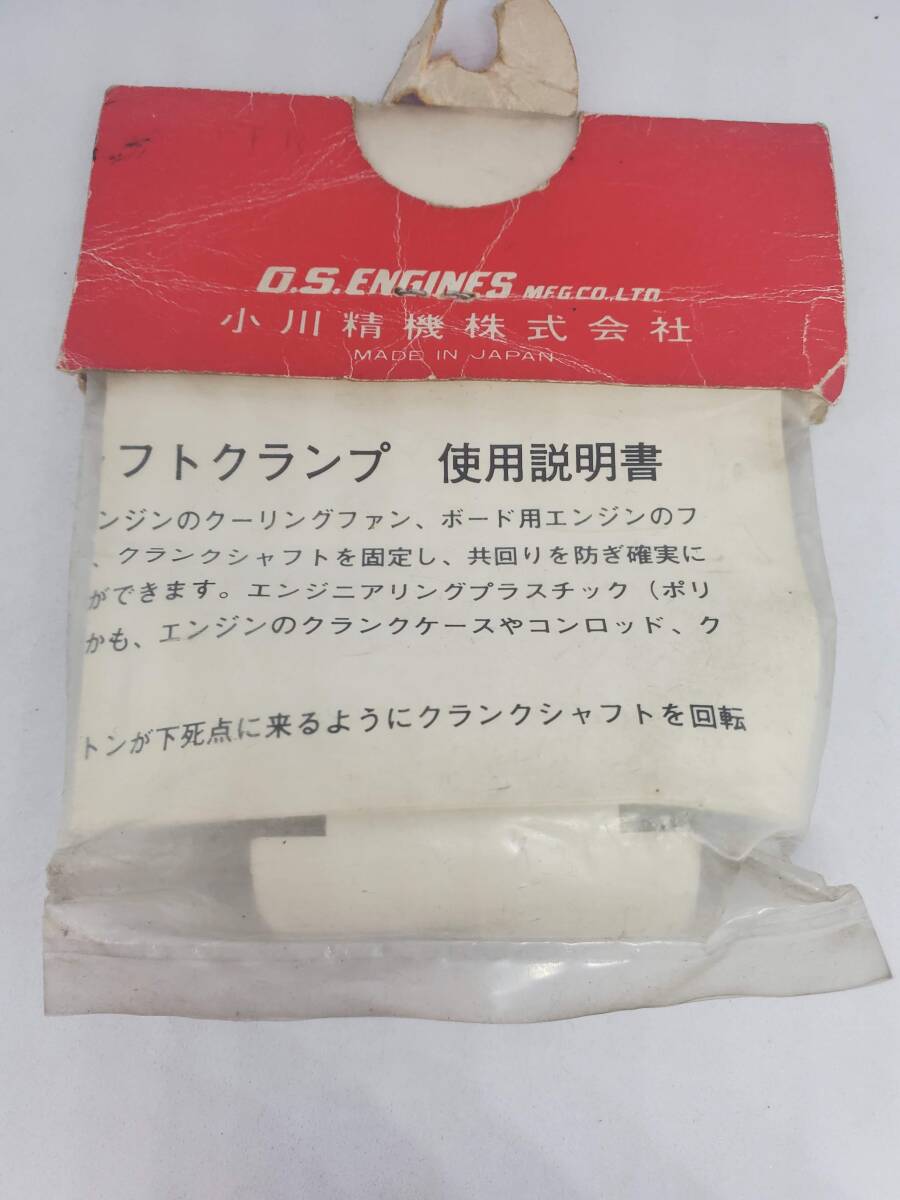 O.S.ENGINES MFG.CO.,LTD.
小川精機株式会社
MADE IN JAPAN
フトクランプ 使用説明書
ンジンのクーリングファン、ボード用エンジンのフ
、クランクシャフトを固定し、共回りを防ぎ確実に
ができます。エンジニアリングプラスチック（ポリ
かも、エンジンのクランクケースやコンロッド、ク
トンが下死点に来るようにクランクシャフトを回転